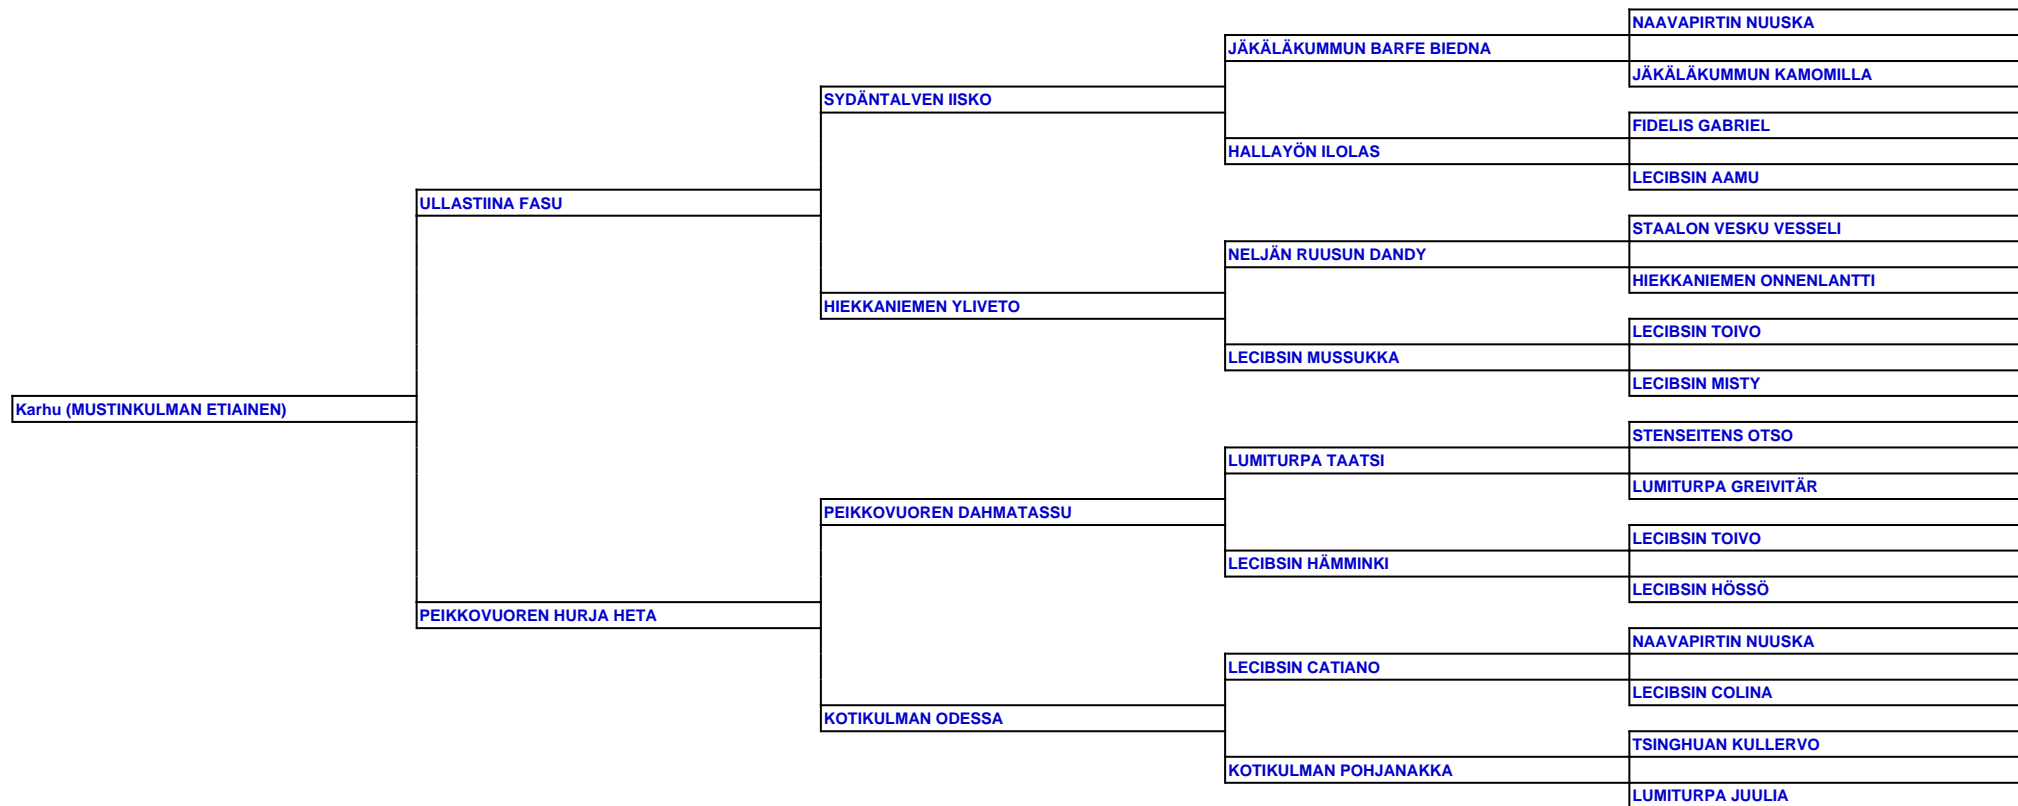 NAAVAPIRTIN NUUSKA
JÄKÄLÄKUMMUN BARFE BIEDNA
JÄKÄLÄKUMMUN KAMOMILLA
SYDÄNTALVEN IISKO
FIDELIS GABRIEL
HALLAYÖN ILOLAS
LECIBSIN AAMU
ULLASTIINA FASU
STAALON VESKU VESSELI
NELJÄN RUUSUN DANDY
HIEKKANIEMEN ONNENLANTTI
HIEKKANIEMEN YLIVETO
LECIBSIN TOIVO
LECIBSIN MUSSUKKA
LECIBSIN MISTY
Karhu (MUSTINKULMAN ETIAINEN)
STENSEITENS OTSO
LUMITURPA TAATSI
LUMITURPA GREIVITÄR
PEIKKOVUOREN DAHMATASSU
LECIBSIN TOIVO
LECIBSIN HÄMMINKI
LECIBSIN HÖSSÖ
PEIKKOVUOREN HURJA HETA
NAAVAPIRTIN NUUSKA
LECIBSIN CATIANO
LECIBSIN COLINA
KOTIKULMAN ODESSA
TSINGHUAN KULLERVO
KOTIKULMAN POHJANAKKA
LUMITURPA JUULIA